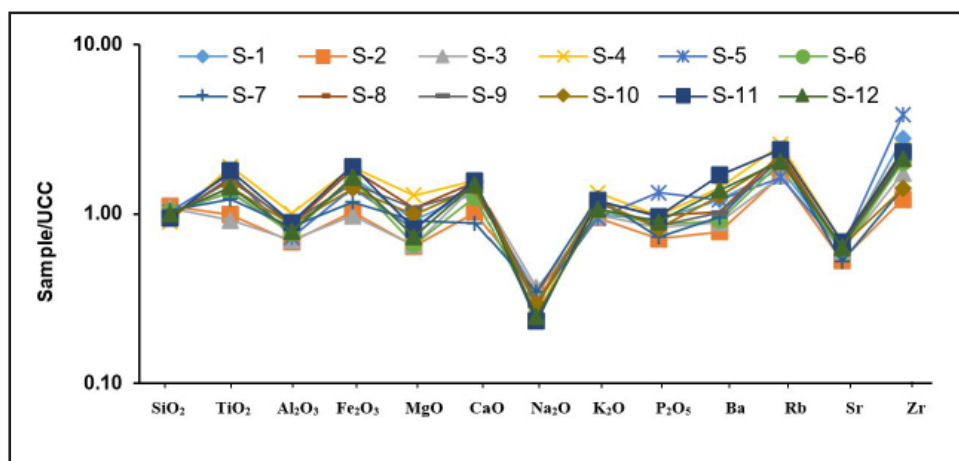 10.00
S-1 S-2 S-3 S-4 S-5 S-6
S-7 S-8 S-9 S-10 S-11 S-12
Sample/UCC
1.00
0.10
SiO₂ TiO₂ Al₂O₃ Fe₂O₃ MgO CaO Na₂O K₂O P₂O₅ Ba Rb Sr Zr